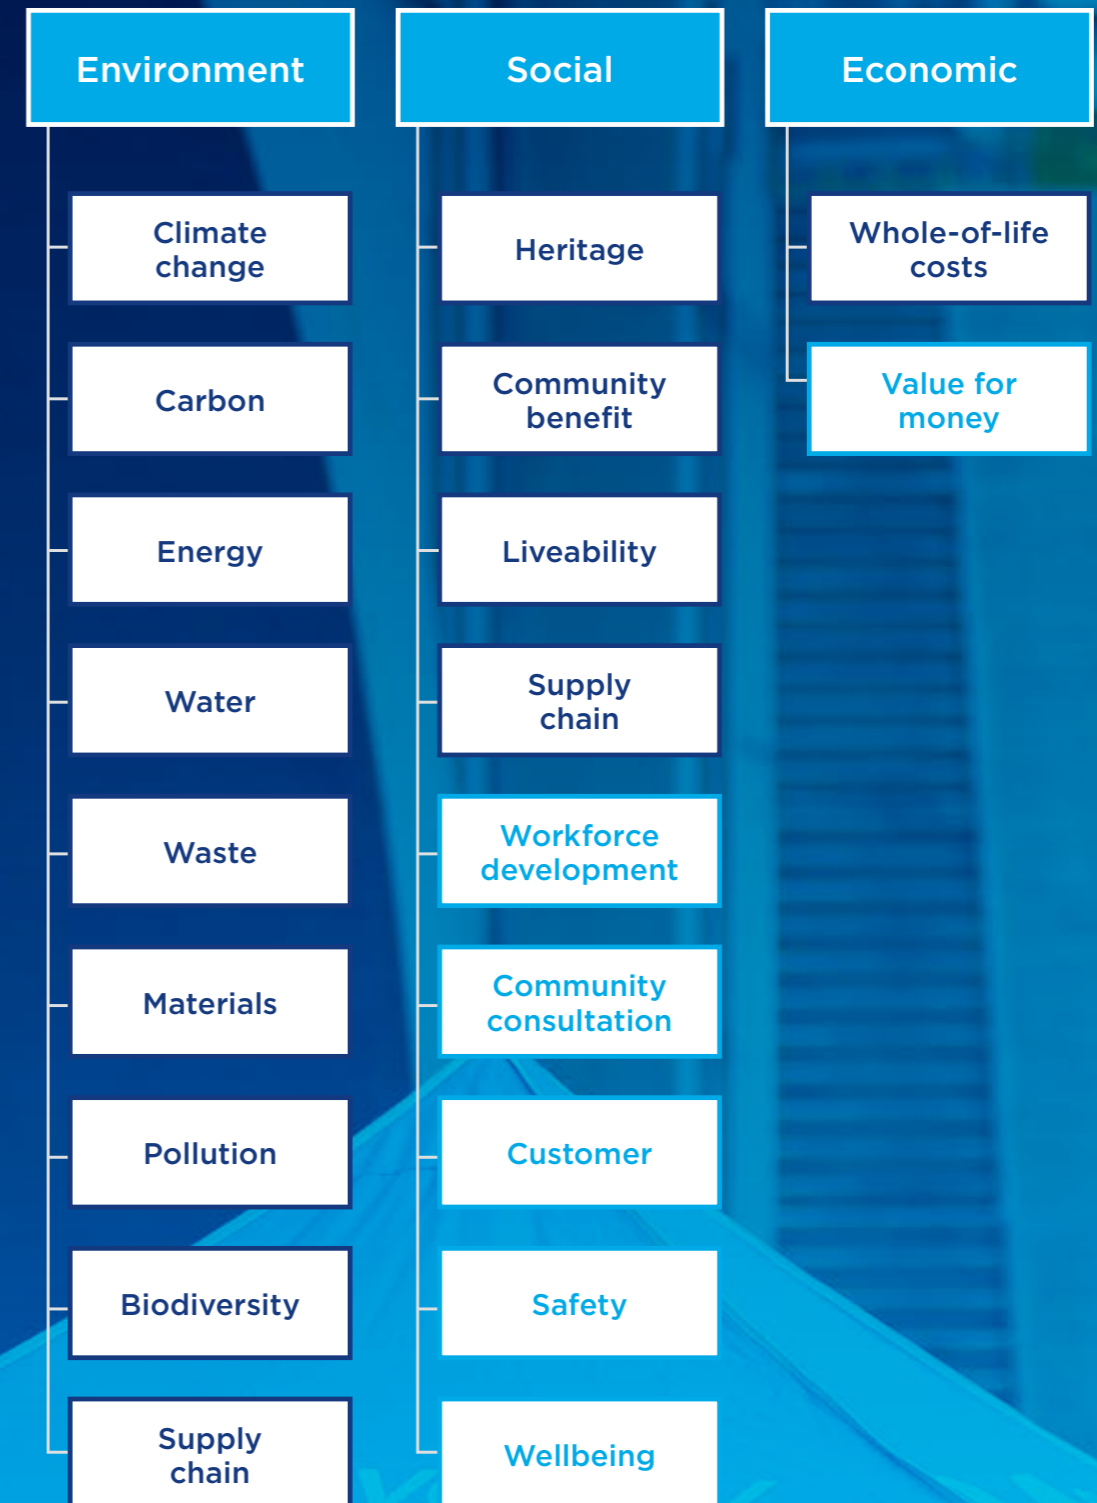 Environment
Climate
change
Carbon
Energy
Water
Waste
Materials
Pollution
Biodiversity
Supply
chain
Social
Heritage
Community
benefit
Liveability
Supply
chain
Workforce
development
Community
consultation
Customer
Safety
Wellbeing
Economic
Whole-of-life
costs
Value for
money